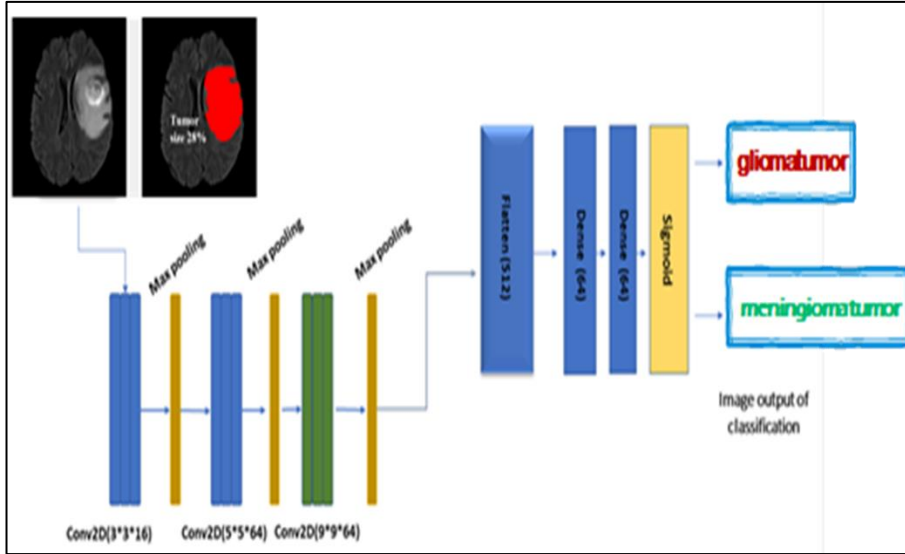 Tumor
size 28%
Max pooling
Max pooling
Max pooling
Conv2D(3*3*16)
Conv2D(5*5*64)
Conv2D(9*9*64)
Flatten (512)
Dense (64)
Dense (64)
Sigmoid
gliomatumor
meningiomatumor
Image output of
classification